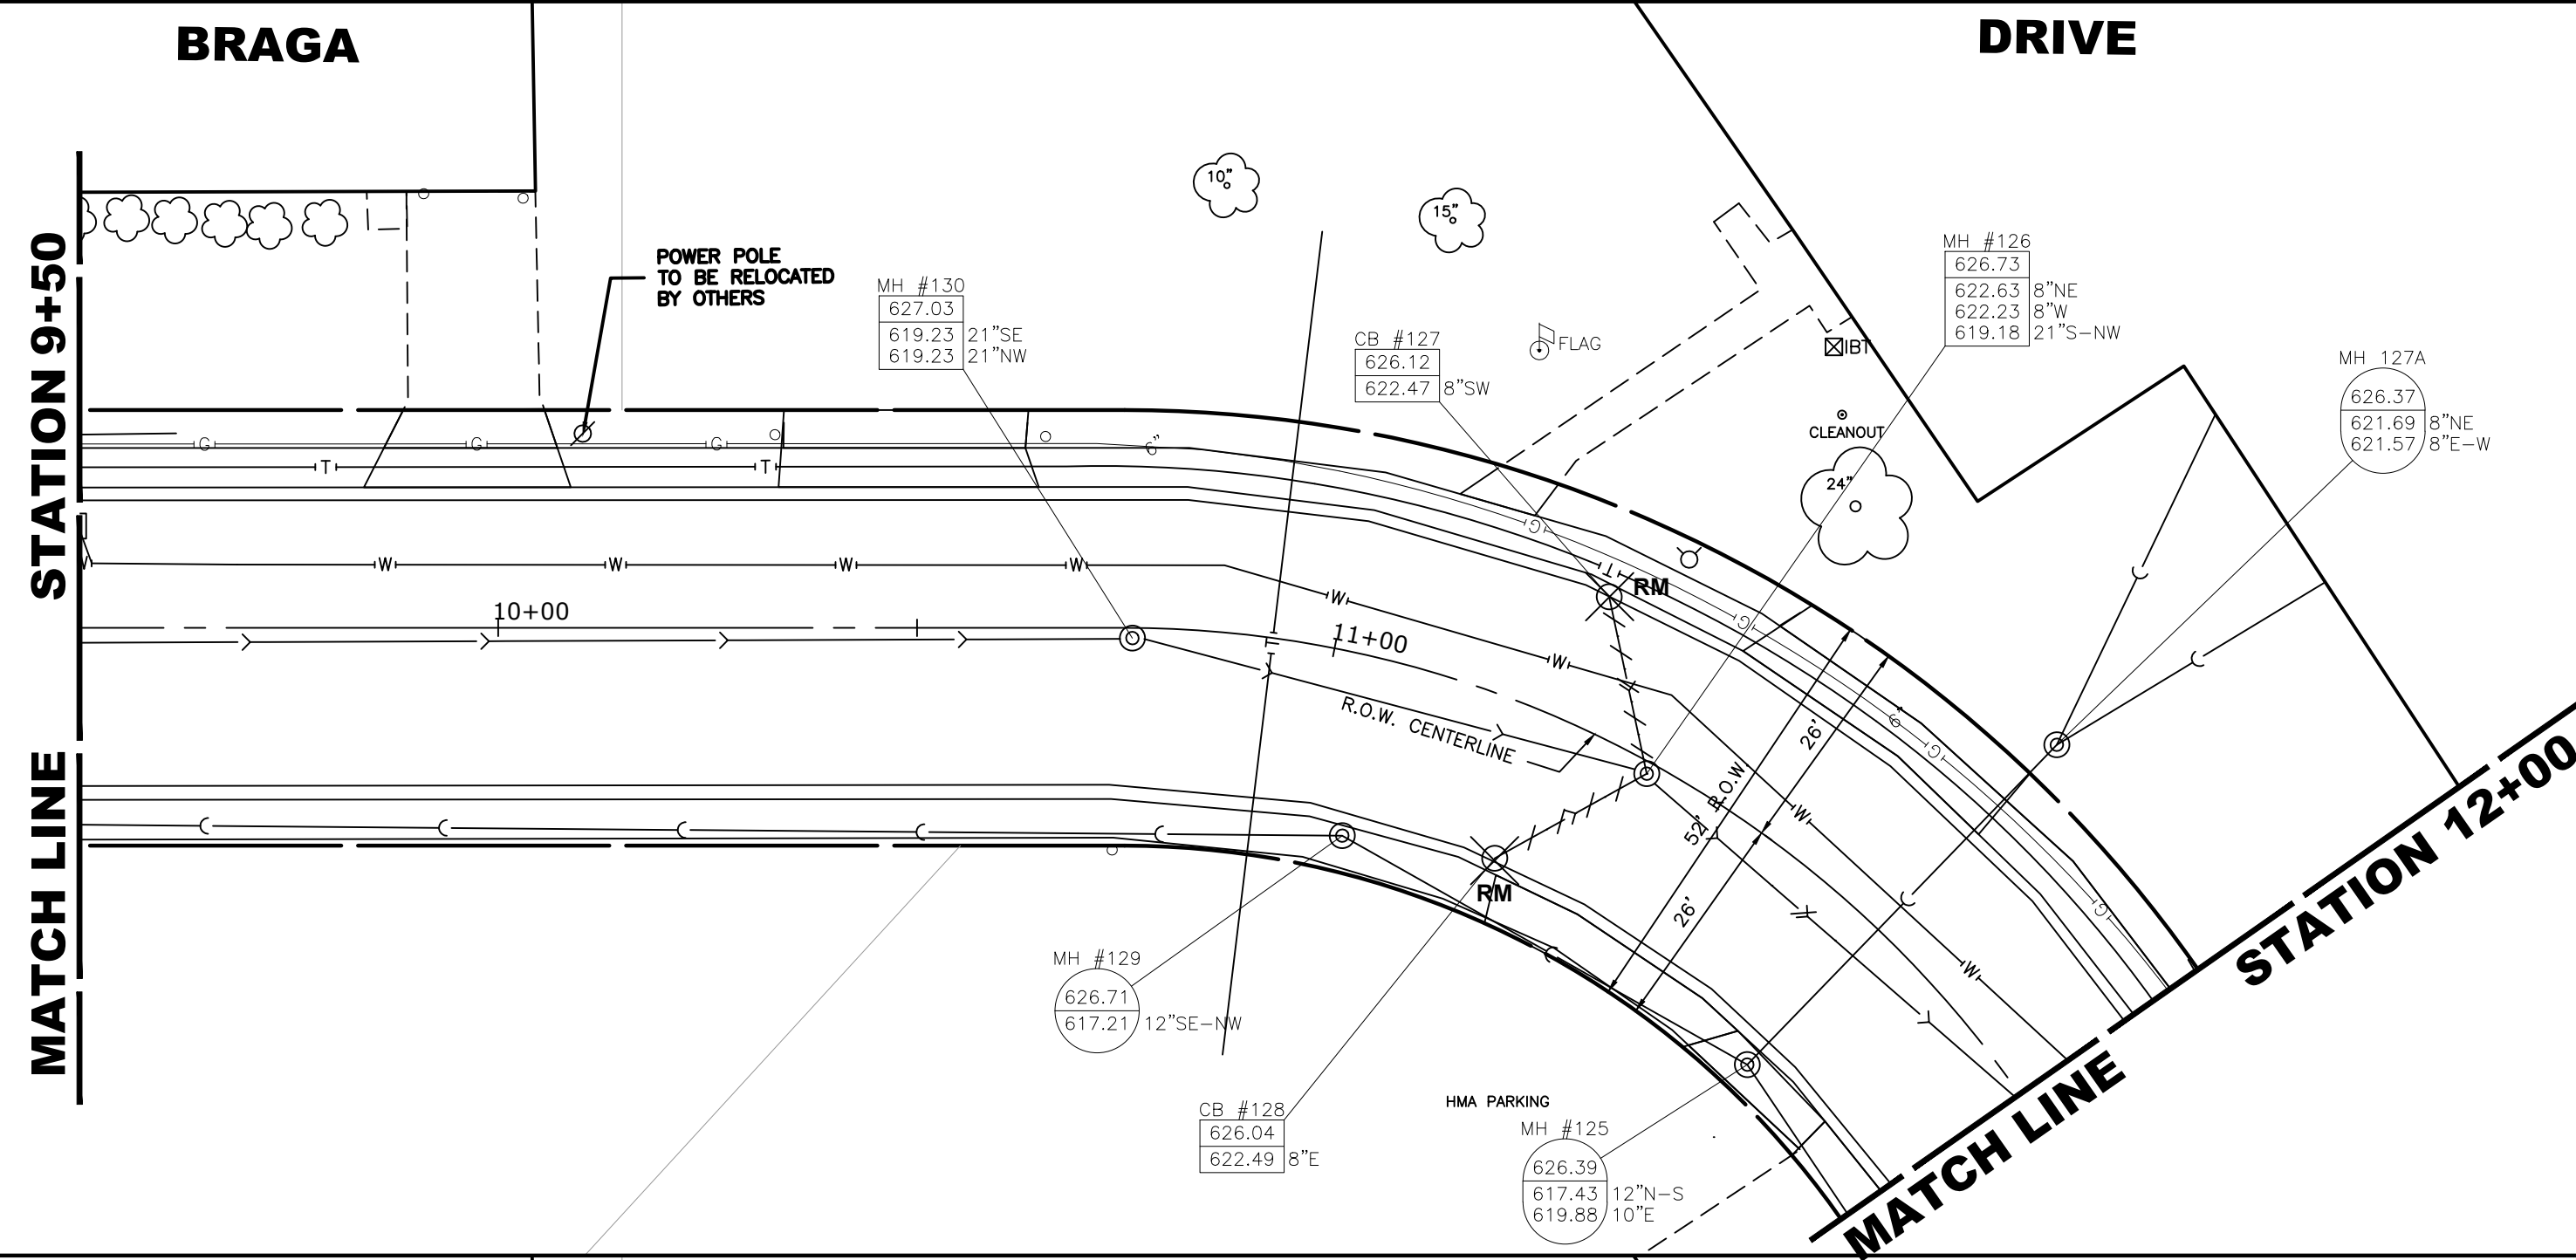 BRAGA
DRIVE
STATION 9+50
MATCH LINE
POWER POLE
TO BE RELOCATED
BY OTHERS
MH #130
627.03
619.23 21"SE
619.23 21"NW
10"
15"
CB #127
626.12
622.47 8"SW
FLAG
MH #126
626.73
622.63 8"NE
622.23 8"W
619.18 21"S-NW
IBT
CLEANOUT
24"
MH 127A
626.37
621.69 8"NE
621.57 8"E-W
G
G
G
6"
T
T
W
W
W
W
10+00
11+00
T
W
W
G
T
RM
G
R.O.W. CENTERLINE
52' R.O.W
26'
26'
6"
G
W
W
G
RM
MH #129
626.71
617.21 12"SE-NW
CB #128
626.04
622.49 8"E
HMA PARKING
MH #125
626.39
617.43 12"N-S
619.88 10"E
MATCH LINE
STATION 12+00